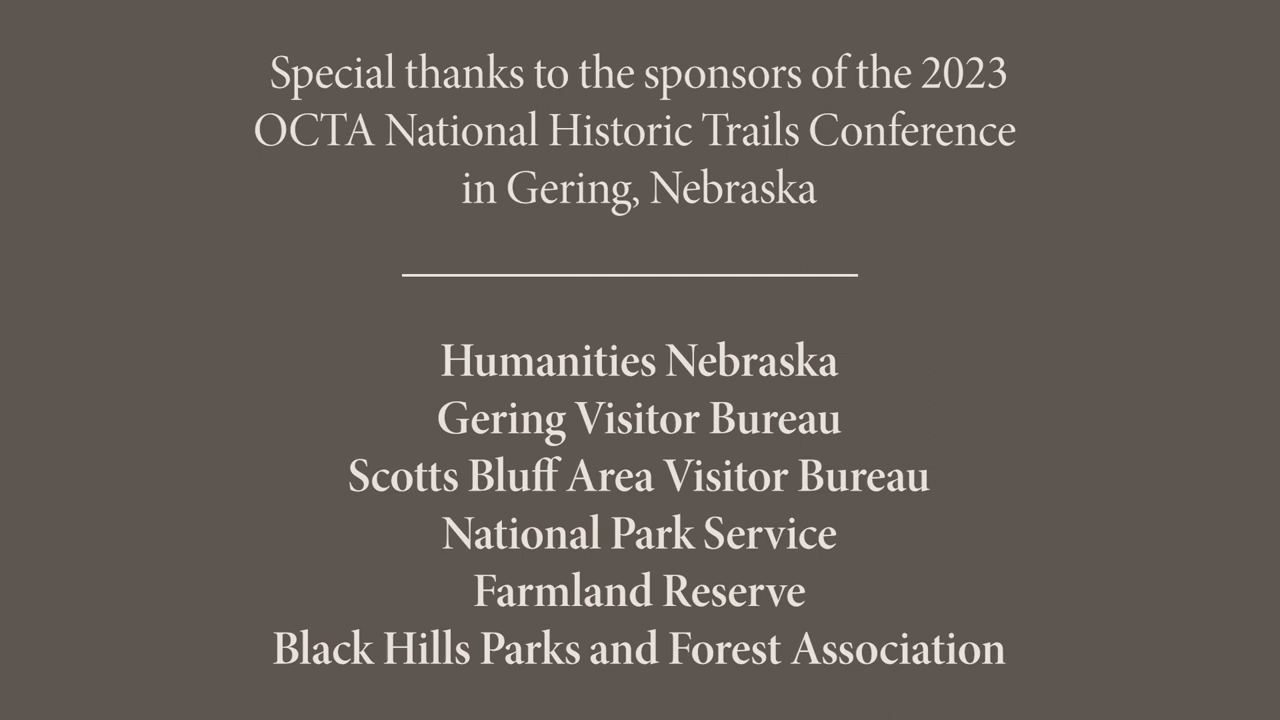 Special thanks to the sponsors of the 2023
OCTA National Historic Trails Conference
in Gering, Nebraska
Humanities Nebraska
Gering Visitor Bureau
Scotts Bluff Area Visitor Bureau
National Park Service
Farmland Reserve
Black Hills Parks and Forest Association